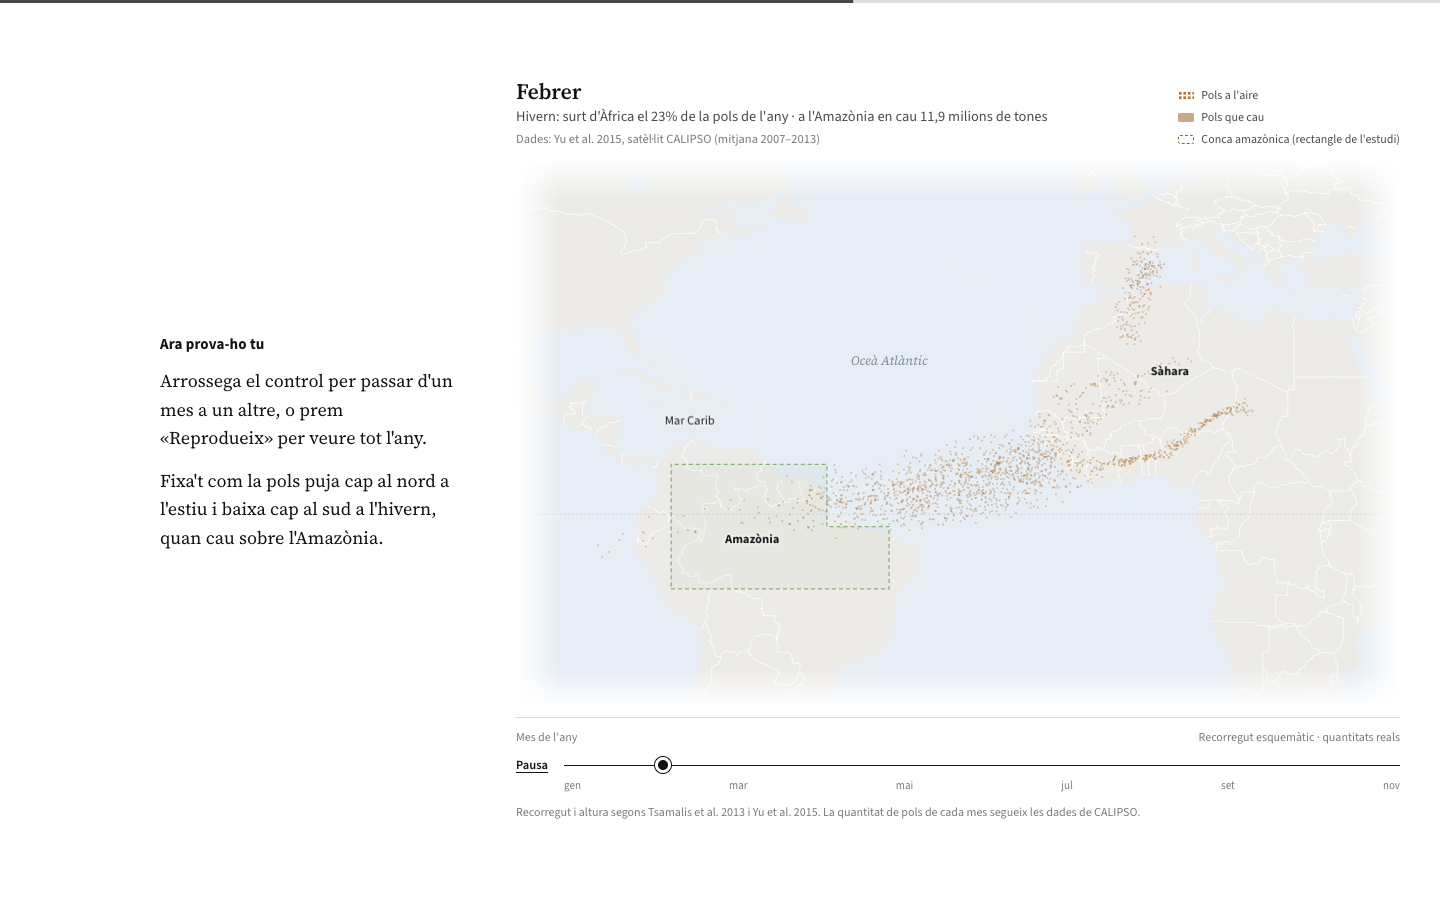 Febrer
Hivern: surt d'Àfrica el 23% de la pols de l'any · a l'Amazònia en cau 11,9 milions de tones
Dades: Yu et al. 2015, satèl·lit CALIPSO (mitjana 2007–2013)
Pols a l'aire
Pols que cau
Conca amazònica (rectangle de l'estudi)
Ara prova-ho tu
Arrossega el control per passar d'un
mes a un altre, o prem
«Reprodueix» per veure tot l'any.
Fixa't com la pols puja cap al nord a
l'estiu i baixa cap al sud a l'hivern,
quan cau sobre l'Amazònia.
Oceà Atlàntic
Sàhara
Mar Carib
Amazònia
Mes de l'any
Recorregut esquemàtic · quantitats reals
Pausa
gen mar mai jul set nov
Recorregut i altura segons Tsamalis et al. 2013 i Yu et al. 2015. La quantitat de pols de cada mes segueix les dades de CALIPSO.